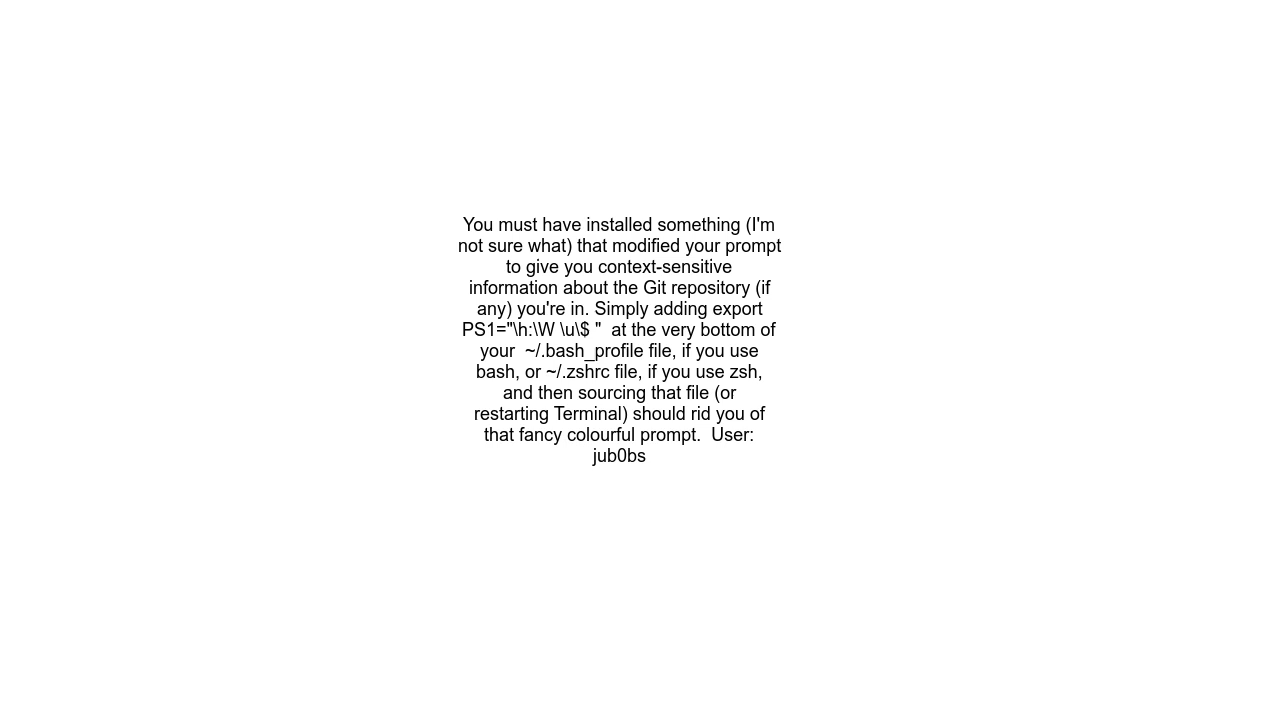 You must have installed something (I'm
not sure what) that modified your prompt
to give you context-sensitive
information about the Git repository (if
any) you're in. Simply adding export
PS1="\h:\W \u\$ "  at the very bottom of
your  ~/.bash_profile file, if you use
bash, or ~/.zshrc file, if you use zsh,
and then sourcing that file (or
restarting Terminal) should rid you of
that fancy colourful prompt.  User:
jub0bs